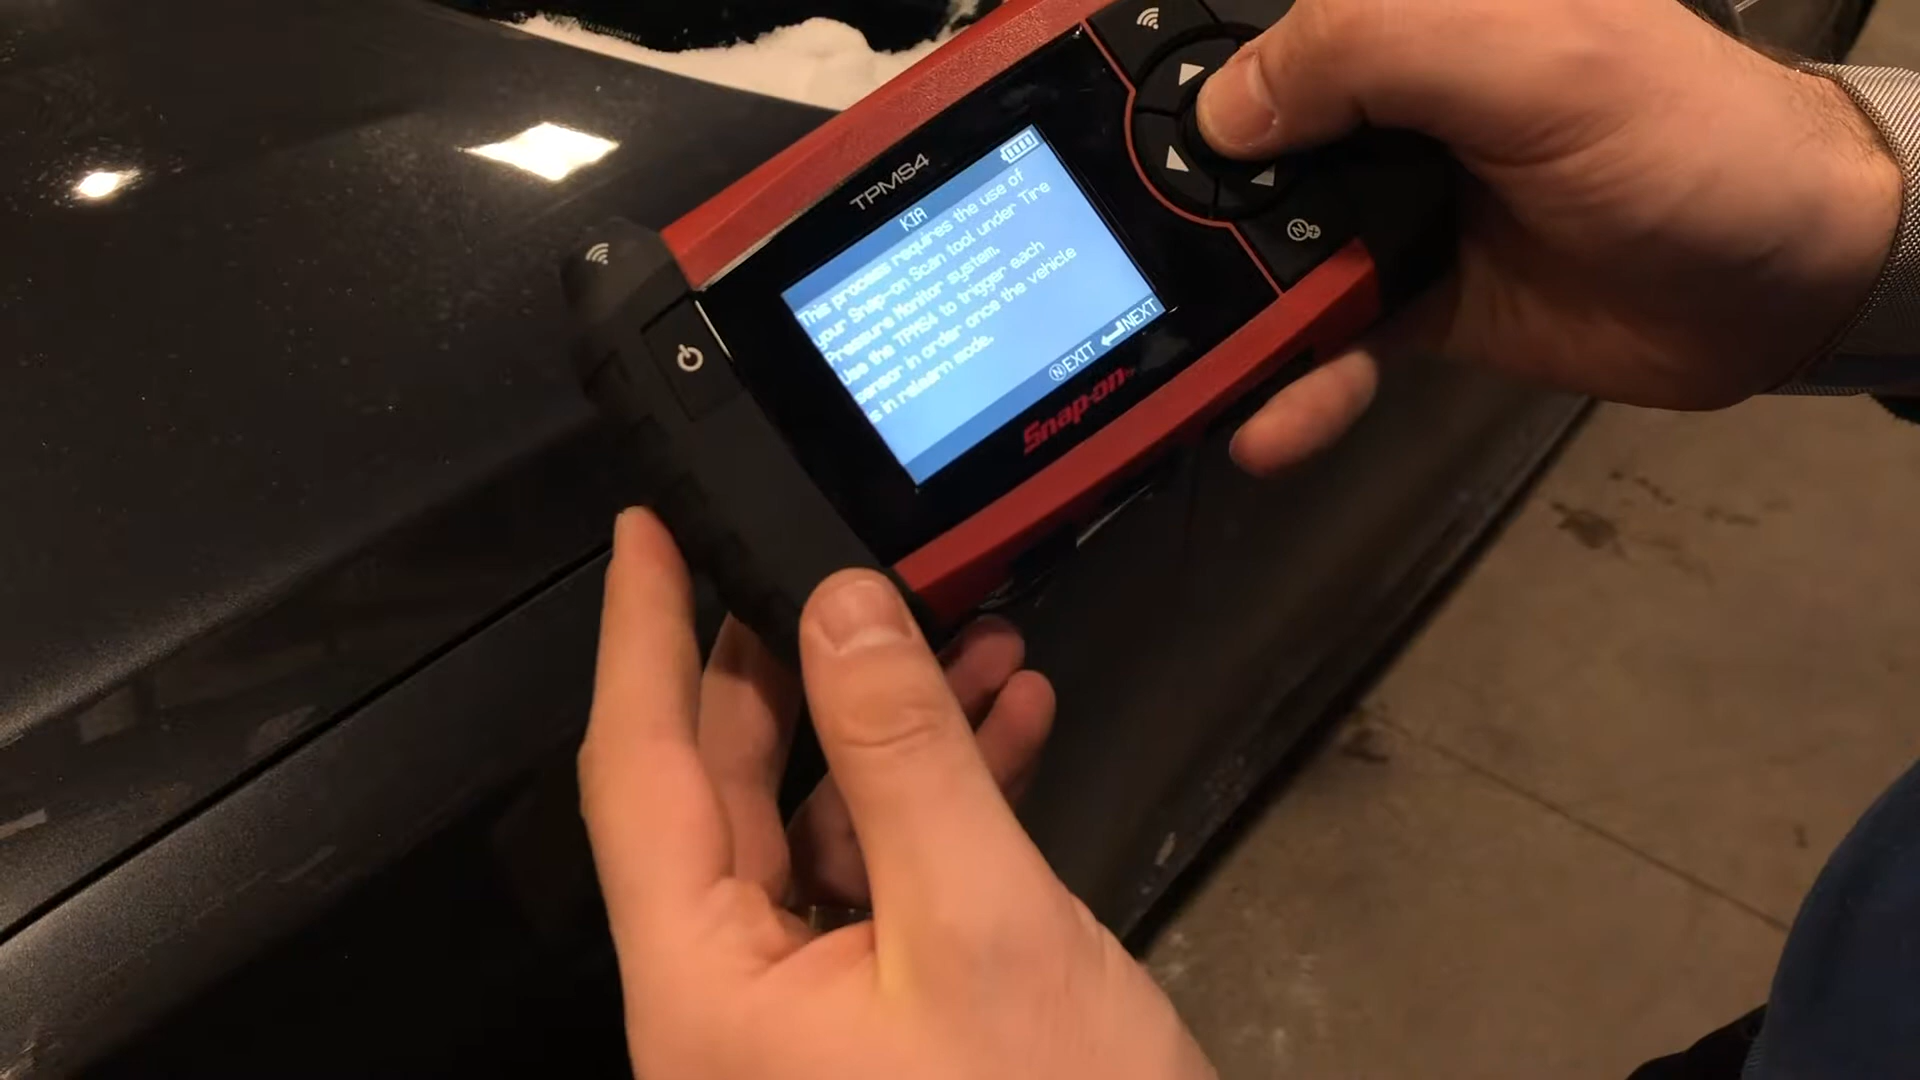 TPMS4
KIA
This process requires the use of
your Snap-on Scan tool under Tire
Pressure Monitor system.
Use the TPMS4 to trigger each
sensor in order once the vehicle
is in relearn mode.
N EXIT NEXT
Snap-on
N